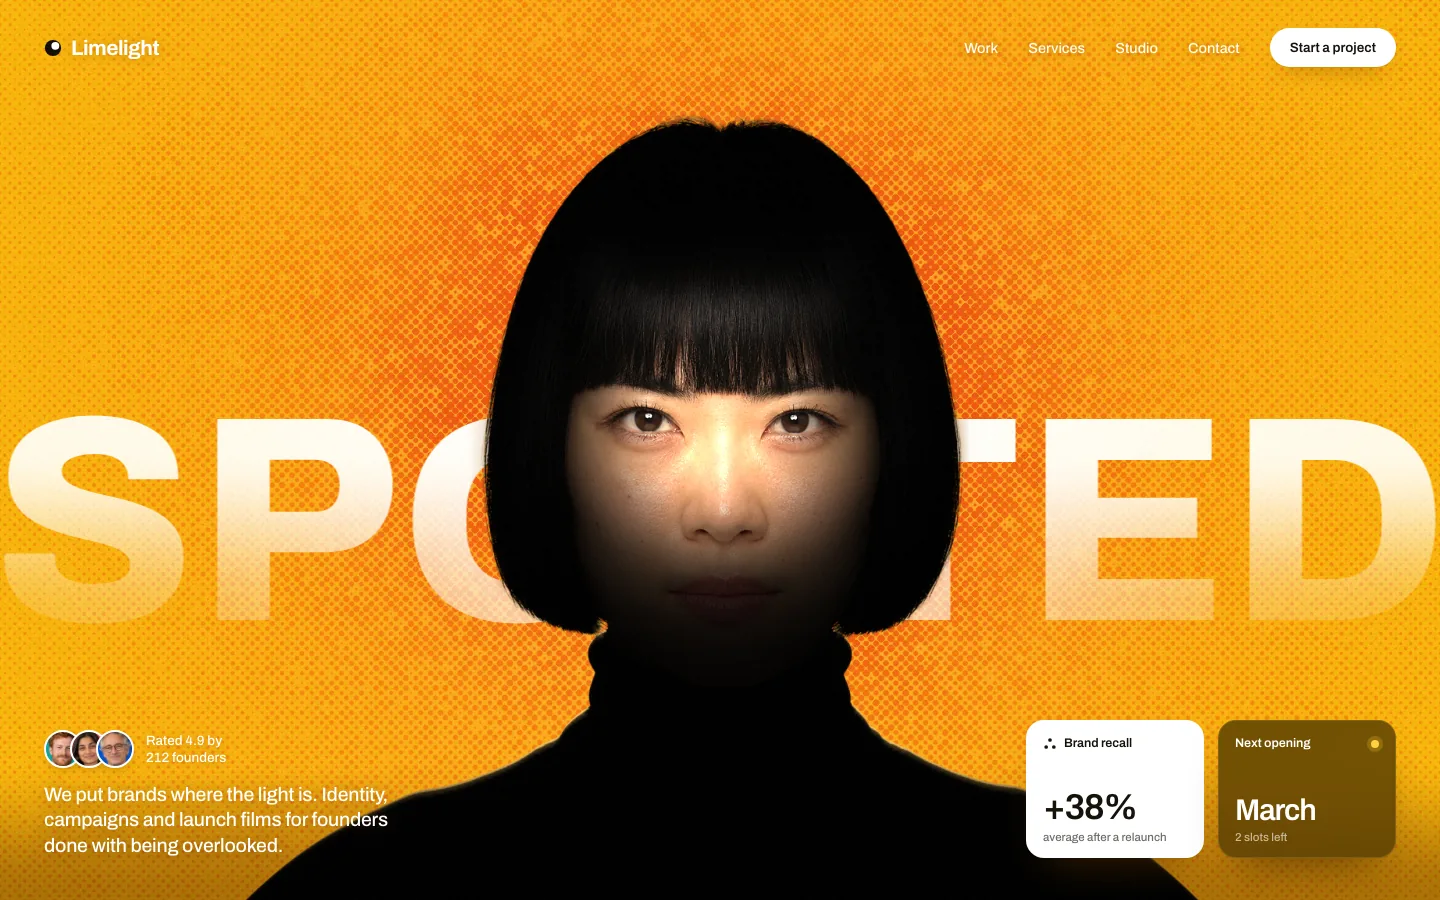 Limelight
Work
Services
Studio
Contact
Start a project
SPOTTED
Rated 4.9 by
212 founders
We put brands where the light is. Identity,
campaigns and launch films for founders
done with being overlooked.
Brand recall
+38%
average after a relaunch
Next opening
March
2 slots left